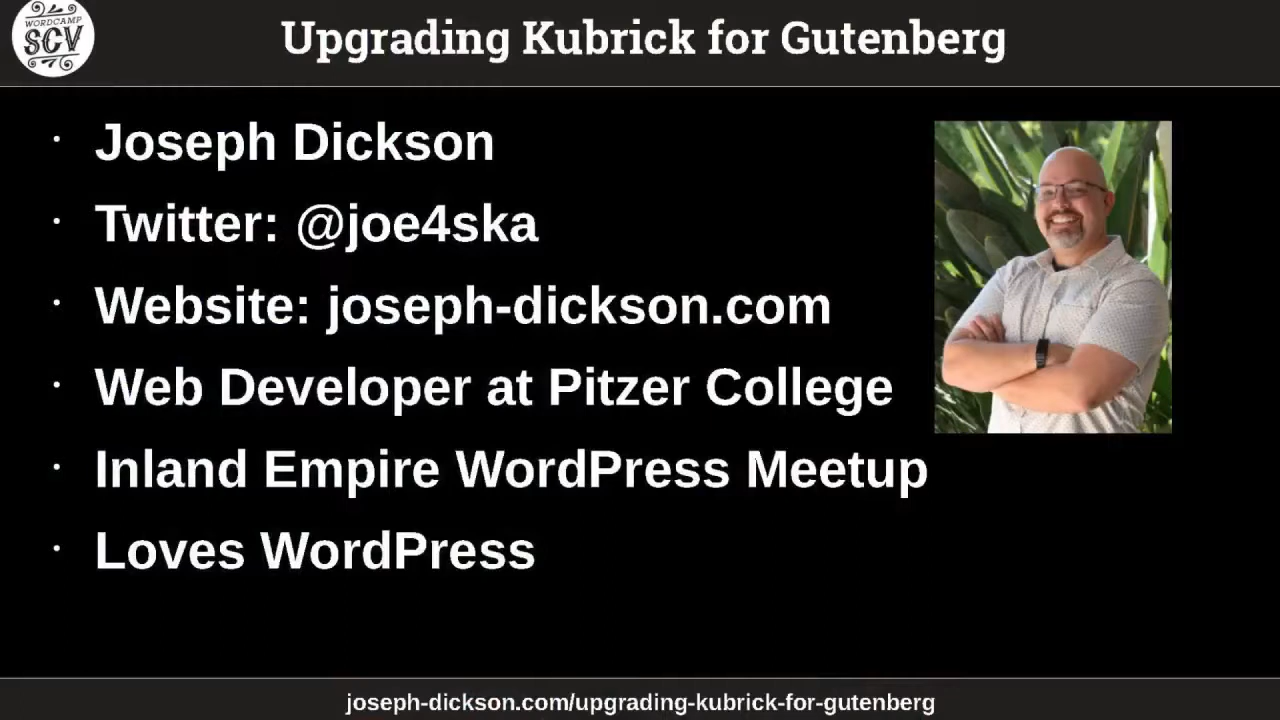 WORDCAMP
SCV
Upgrading Kubrick for Gutenberg
· Joseph Dickson
· Twitter: @joe4ska
· Website: joseph-dickson.com
· Web Developer at Pitzer College
· Inland Empire WordPress Meetup
· Loves WordPress
joseph-dickson.com/upgrading-kubrick-for-gutenberg